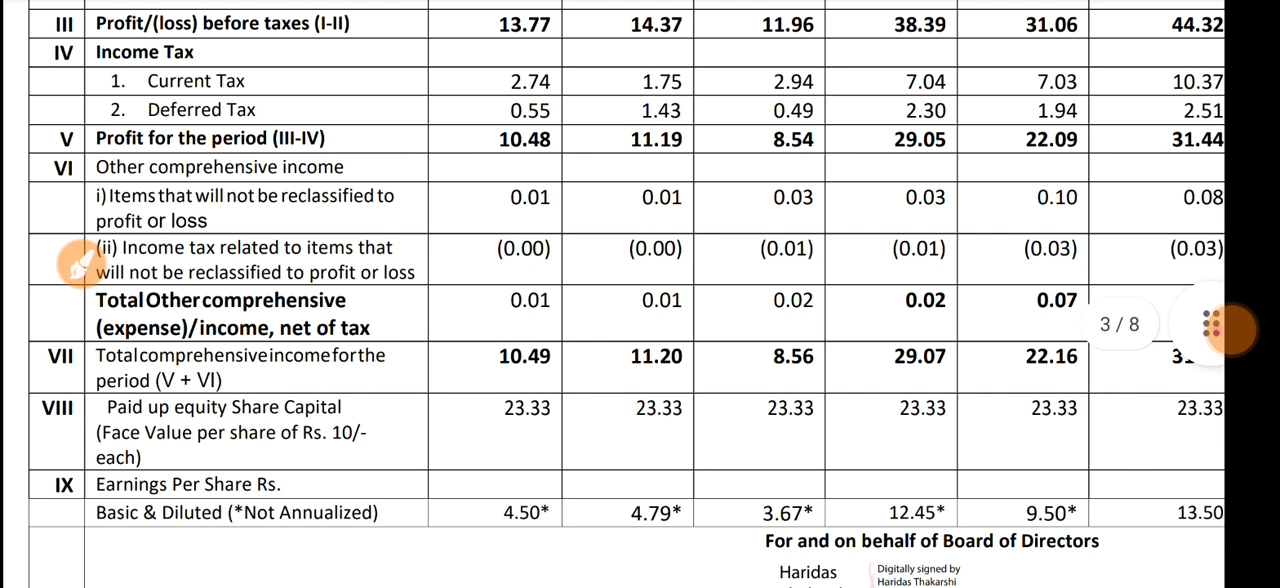 III Profit/(loss) before taxes (I-II) 13.77 14.37 11.96 38.39 31.06 44.32
IV Income Tax
1. Current Tax 2.74 1.75 2.94 7.04 7.03 10.37
2. Deferred Tax 0.55 1.43 0.49 2.30 1.94 2.51
V Profit for the period (III-IV) 10.48 11.19 8.54 29.05 22.09 31.44
VI Other comprehensive income
i) Items that will not be reclassified to 0.01 0.01 0.03 0.03 0.10 0.08
profit or loss
(ii) Income tax related to items that (0.00) (0.00) (0.01) (0.01) (0.03) (0.03)
will not be reclassified to profit or loss
Total Other comprehensive 0.01 0.01 0.02 0.02 0.07
(expense)/income, net of tax
3 / 8
VII Total comprehensive income for the 10.49 11.20 8.56 29.07 22.16
period (V + VI)
VIII Paid up equity Share Capital 23.33 23.33 23.33 23.33 23.33 23.33
(Face Value per share of Rs. 10/-
each)
IX Earnings Per Share Rs.
Basic & Diluted (*Not Annualized) 4.50* 4.79* 3.67* 12.45* 9.50* 13.50
For and on behalf of Board of Directors
Haridas
Digitally signed by
Haridas Thakarshi